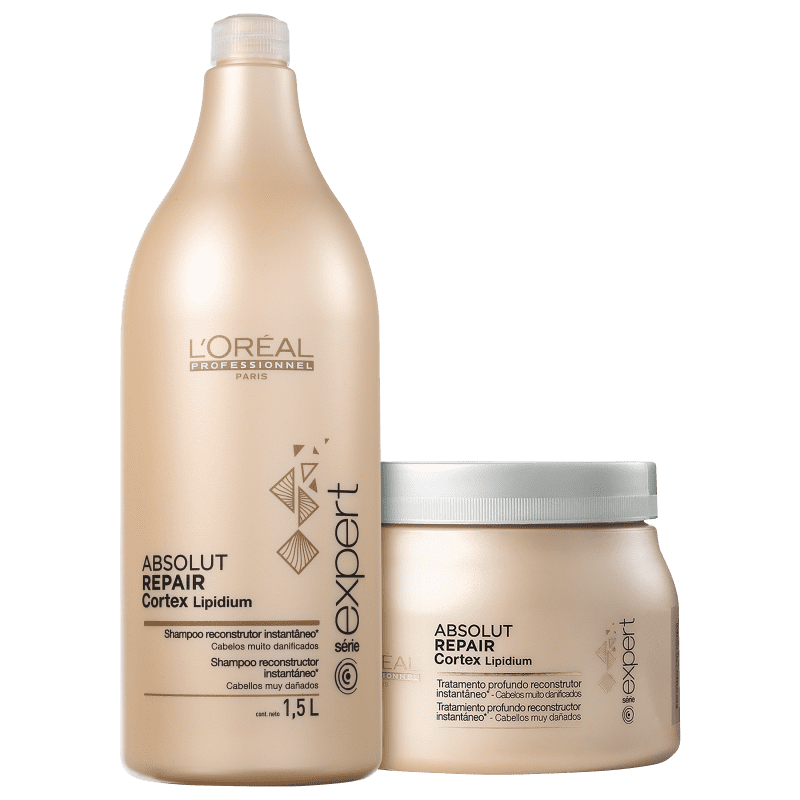 L'ORÉAL
PROFESSIONNEL
PARIS
ABSOLUT
REPAIR
Cortex Lipidium
Shampoo reconstrutor instantâneo*
Cabelos muito danificados
Shampoo reconstructor
instantáneo*
Cabellos muy dañados
cont. neto 1,5 L
série expert
ORÉAL
ESSIONNEL
ABSOLUT
REPAIR
Cortex Lipidium
Tratamento profundo reconstrutor
instantâneo* - Cabelos muito danificados
Tratamiento profundo reconstructor
instantáneo* - Cabellos muy dañados
série expert